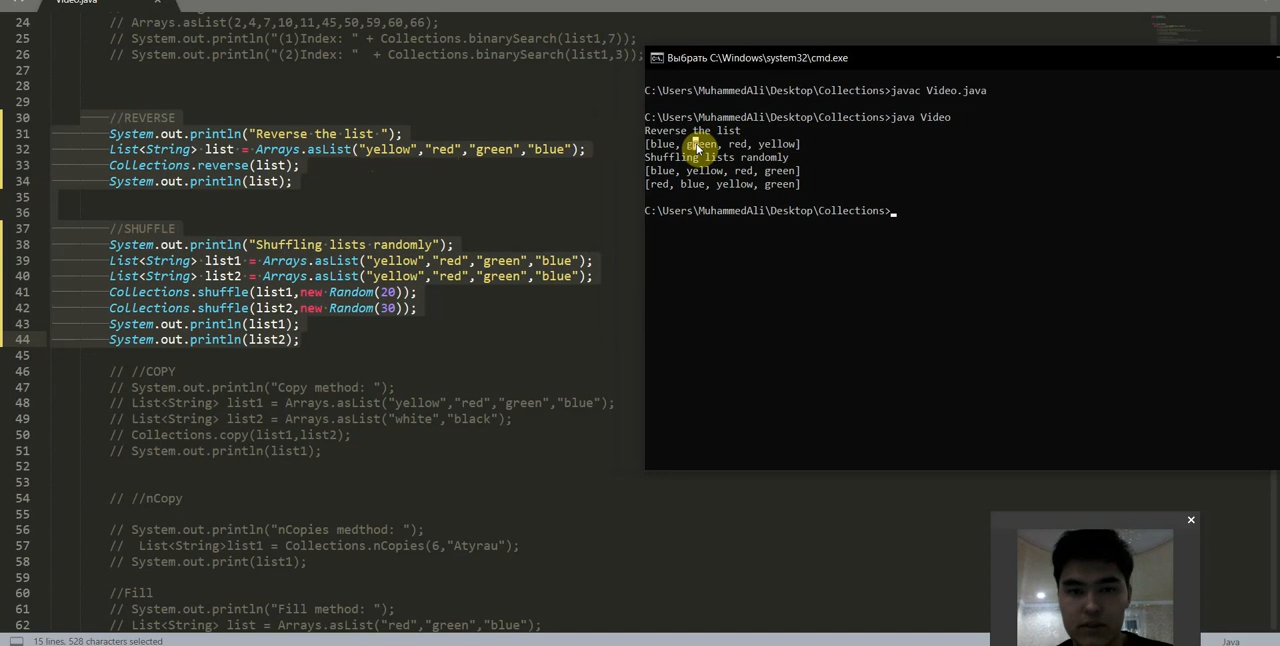 Video.java
24 // Arrays.asList(2,4,7,10,11,45,50,59,60,66);
25 // System.out.println("(1)Index: " + Collections.binarySearch(list1,7));
26 // System.out.println("(2)Index: "  + Collections.binarySearch(list1,3));
27
28
29
30 //REVERSE
31 System.out.println("Reverse the list ");
32 List<String> list = Arrays.asList("yellow","red","green","blue");
33 Collections.reverse(list);
34 System.out.println(list);
35
36
37 //SHUFFLE
38 System.out.println("Shuffling lists randomly");
39 List<String> list1 = Arrays.asList("yellow","red","green","blue");
40 List<String> list2 = Arrays.asList("yellow","red","green","blue");
41 Collections.shuffle(list1,new Random(20));
42 Collections.shuffle(list2,new Random(30));
43 System.out.println(list1);
44 System.out.println(list2);
45
46 // //COPY
47 // System.out.println("Copy method: ");
48 // List<String> list1 = Arrays.asList("yellow","red","green","blue");
49 // List<String> list2 = Arrays.asList("white","black");
50 // Collections.copy(list1,list2);
51 // System.out.println(list1);
52
53
54 // //nCopy
55
56 // System.out.println("nCopies medthod: ");
57 //  List<String>list1 = Collections.nCopies(6,"Atyrau");
58 // System.out.print(list1);
59
60 //Fill
61 // System.out.println("Fill method: ");
62 // List<String> list = Arrays.asList("red","green","blue");
15 lines, 528 characters selected
Java
Выбрать C:\Windows\system32\cmd.exe
C:\Users\MuhammedAli\Desktop\Collections>javac Video.java
C:\Users\MuhammedAli\Desktop\Collections>java Video
Reverse the list
[blue, green, red, yellow]
Shuffling lists randomly
[blue, yellow, red, green]
[red, blue, yellow, green]
C:\Users\MuhammedAli\Desktop\Collections>